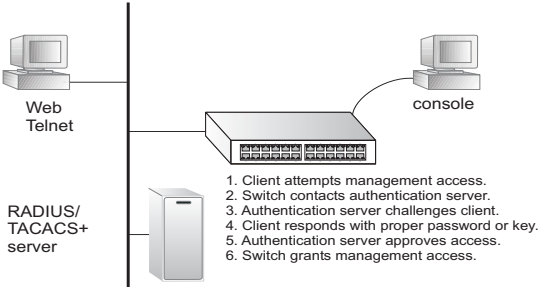 Web
Telnet
console
RADIUS/
TACACS+
server
1. Client attempts management access.
2. Switch contacts authentication server.
3. Authentication server challenges client.
4. Client responds with proper password or key.
5. Authentication server approves access.
6. Switch grants management access.